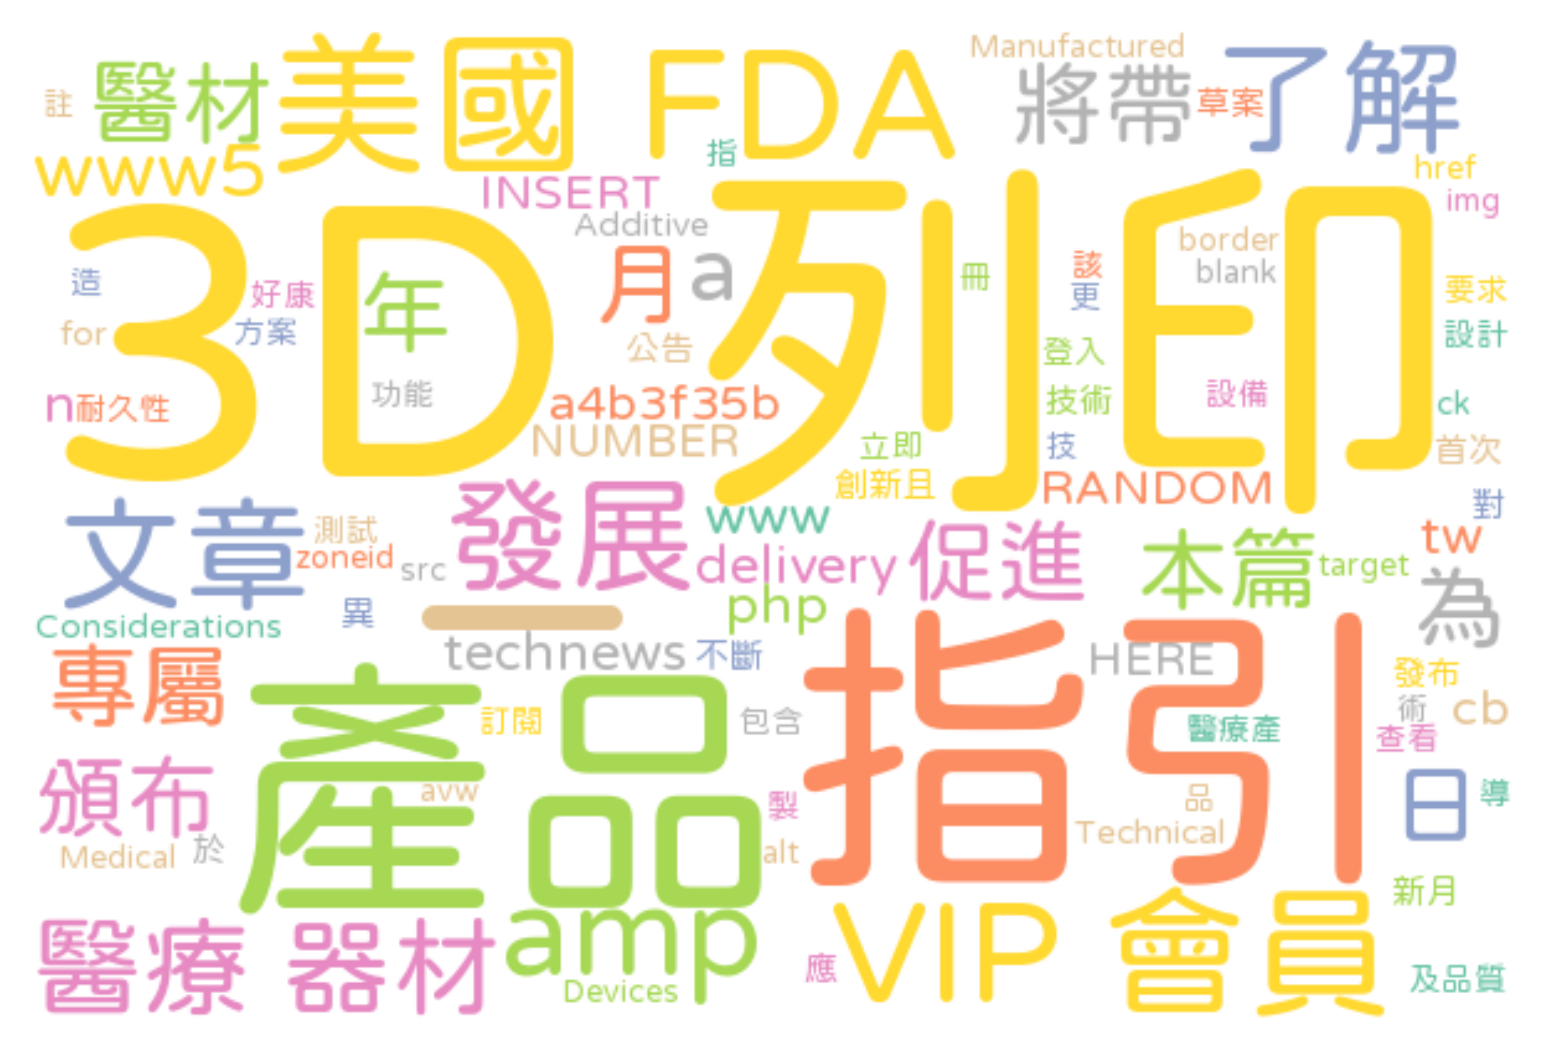 Manufactured
美國 FDA
了解
醫材
將帶
草案
註
指
www5
href
INSERT
img
3D列印
Additive
border
月
a
該
blank
造
好康
年
冊
更
要求
for
方案
公告
登入
設計
功能
技術
設備
n
耐久性
a4b3f35b
ck
NUMBER
立即
技
首次
創新且
RANDOM
文章
發展
www
對
測試
促進
本篇
tw
zoneid
src
delivery
target
異
php
為
Considerations
一
technews
不斷
HERE
專屬
產品
指引
發布
訂閱
包含
醫療產
術
cb
查看
頒布
avw
製
品
日
導
Medical
於
alt
Technical
新月
醫療 器材
amp
VIP 會員
應
Devices
及品質